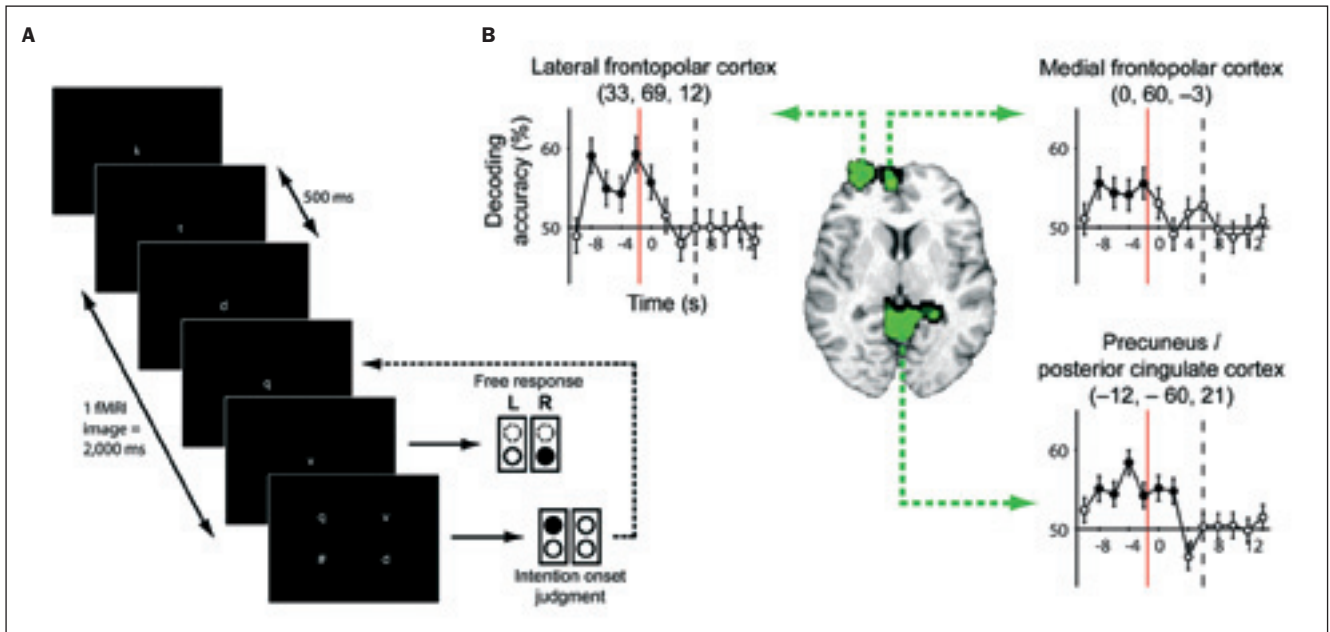 A
B
k
t
d
q
v
q v
# d
500 ms
1 fMRI
image =
2,000 ms
Free response
L R
Intention onset
judgment
Lateral frontopolar cortex
(33, 69, 12)
Decoding
accuracy (%)
60
50
-8 -4 0 8 12
Time (s)
Medial frontopolar cortex
(0, 60, –3)
60
50
-8 -4 0 4 8 12
Precuneus /
posterior cingulate cortex
(–12, – 60, 21)
60
50
-8 -4 0 8 12